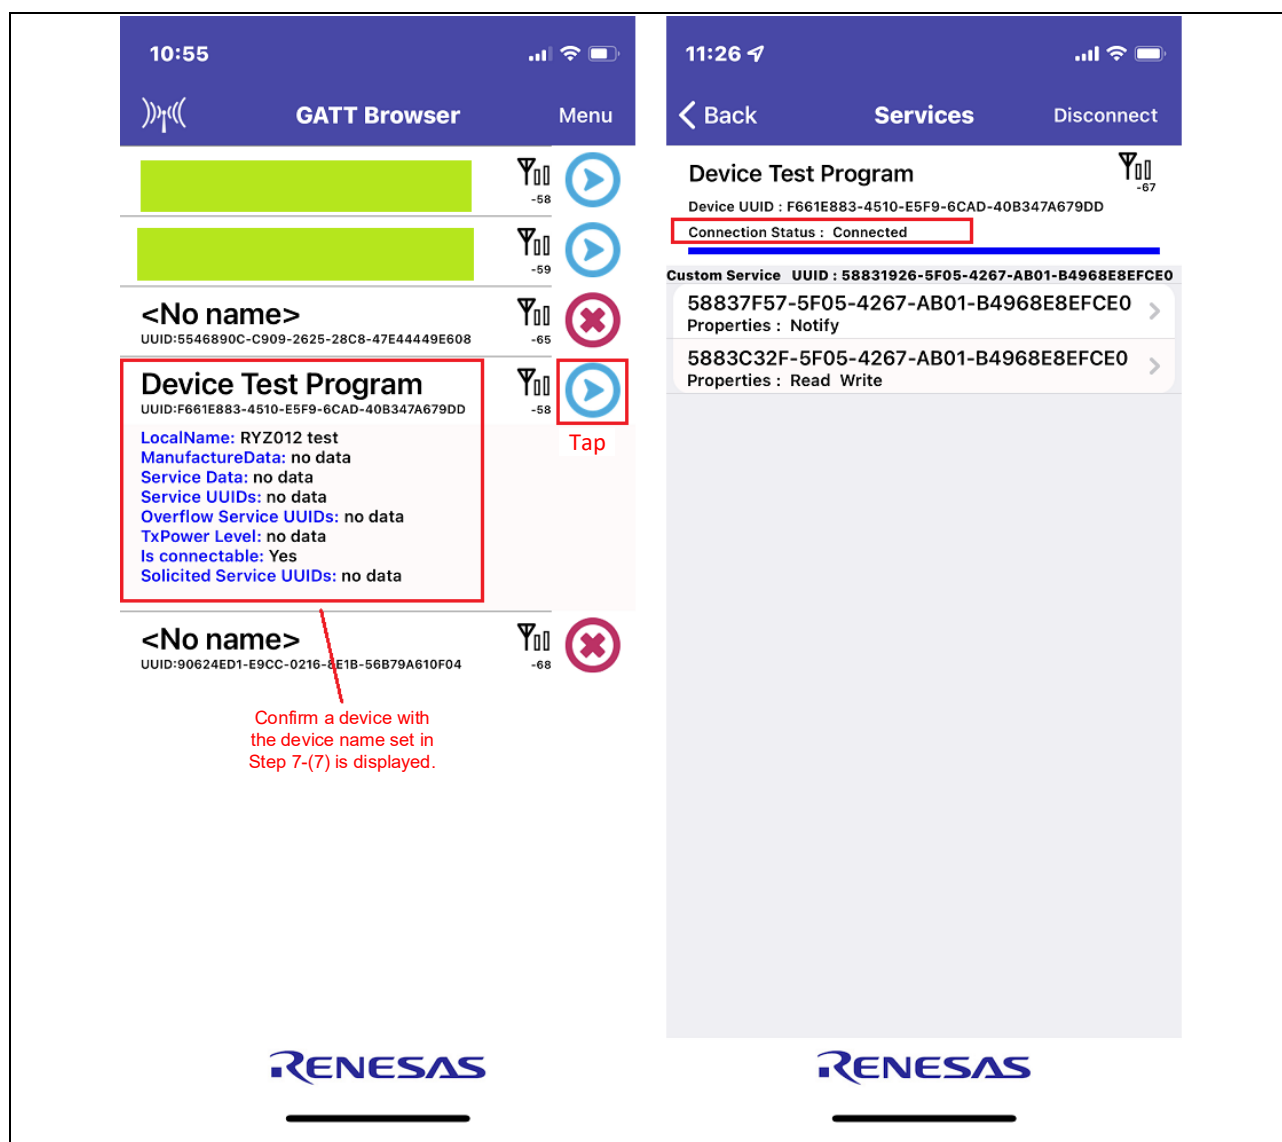 10:55
GATT Browser
Menu
-58
-59
<No name>
UUID:5546890C-C909-2625-28C8-47E44449E608
-65
Device Test Program
UUID:F661E883-4510-E5F9-6CAD-40B347A679DD
-58
Tap
LocalName: RYZ012 test
ManufactureData: no data
Service Data: no data
Service UUIDs: no data
Overflow Service UUIDs: no data
TxPower Level: no data
Is connectable: Yes
Solicited Service UUIDs: no data
<No name>
UUID:90624ED1-E9CC-0216-8E1B-56B79A610F04
-68
Confirm a device with
the device name set in
Step 7-(7) is displayed.
RENESAS
11:26
Back
Services
Disconnect
Device Test Program
-67
Device UUID : F661E883-4510-E5F9-6CAD-40B347A679DD
Connection Status : Connected
Custom Service UUID : 58831926-5F05-4267-AB01-B4968E8EFCE0
58837F57-5F05-4267-AB01-B4968E8EFCE0
Properties : Notify
5883C32F-5F05-4267-AB01-B4968E8EFCE0
Properties : Read Write
RENESAS